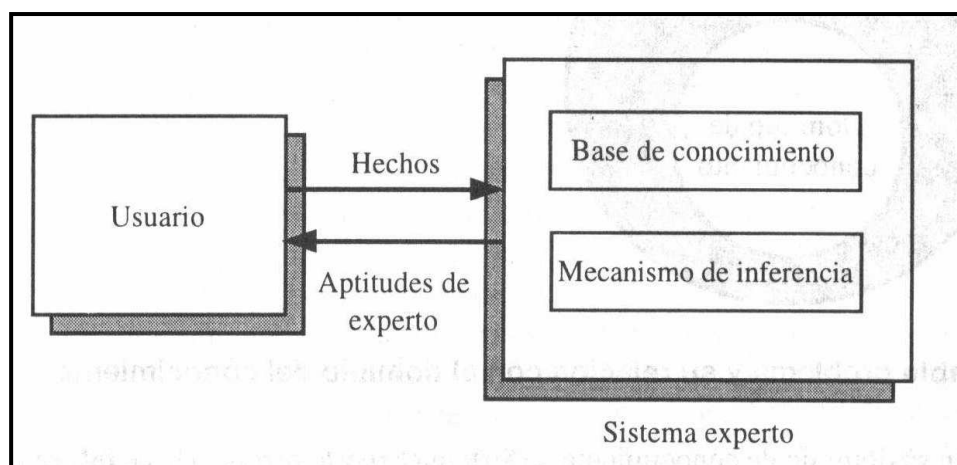 Usuario
Hechos
Aptitudes de
experto
Base de conocimiento
Mecanismo de inferencia
Sistema experto